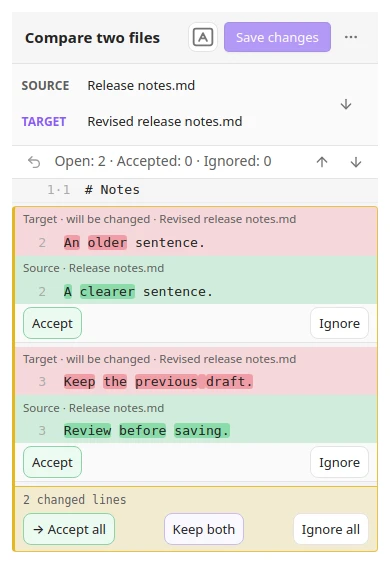 Compare two files
A
Save changes
···
SOURCE Release notes.md
TARGET Revised release notes.md
Open: 2 · Accepted: 0 · Ignored: 0
1·1 # Notes
Target · will be changed · Revised release notes.md
2 An older sentence.
Source · Release notes.md
2 A clearer sentence.
Accept Ignore
Target · will be changed · Revised release notes.md
3 Keep the previous draft.
Source · Release notes.md
3 Review before saving.
Accept Ignore
2 changed lines
→ Accept all Keep both Ignore all